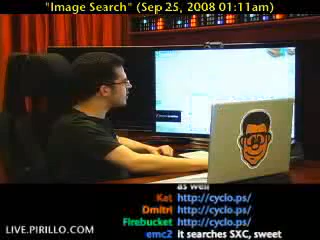 "Image Search" (Sep 25, 2008 01:11am)
as well
Kat http://cyclo.ps/
Dmitri http://cyclo.ps/
Firebucket http://cyclo.ps/
emc2 it searches SXC, sweet
LIVE.PIRILLO.COM